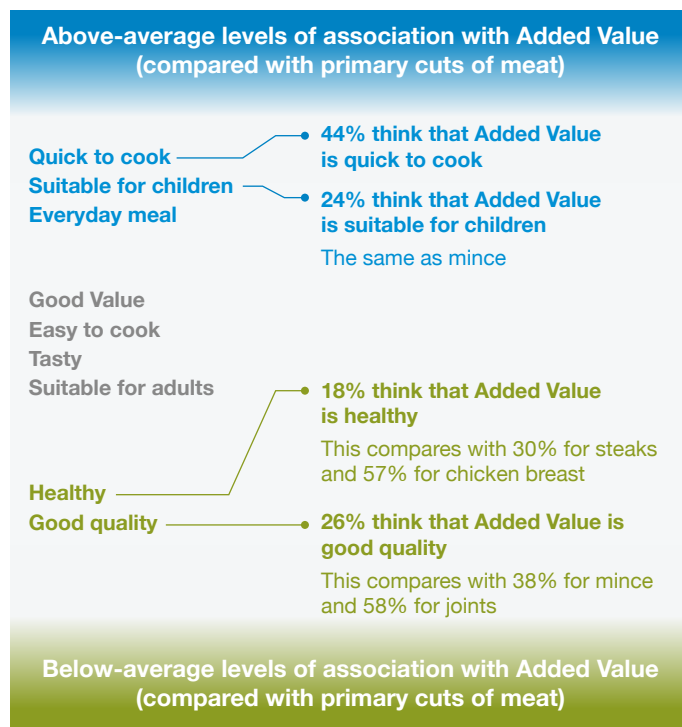 Above-average levels of association with Added Value
(compared with primary cuts of meat)
Quick to cook
Suitable for children
Everyday meal
44% think that Added Value
is quick to cook
24% think that Added Value
is suitable for children
The same as mince
Good Value
Easy to cook
Tasty
Suitable for adults
Healthy
Good quality
18% think that Added Value
is healthy
This compares with 30% for steaks
and 57% for chicken breast
26% think that Added Value is
good quality
This compares with 38% for mince
and 58% for joints
Below-average levels of association with Added Value
(compared with primary cuts of meat)